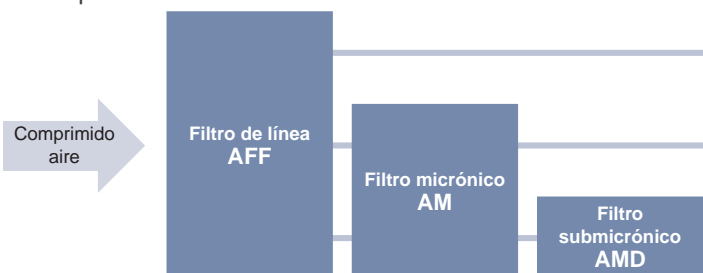 Comprimido
aire
Filtro de línea
AFF
Filtro micrónico
AM
Filtro
submicrónico
AMD